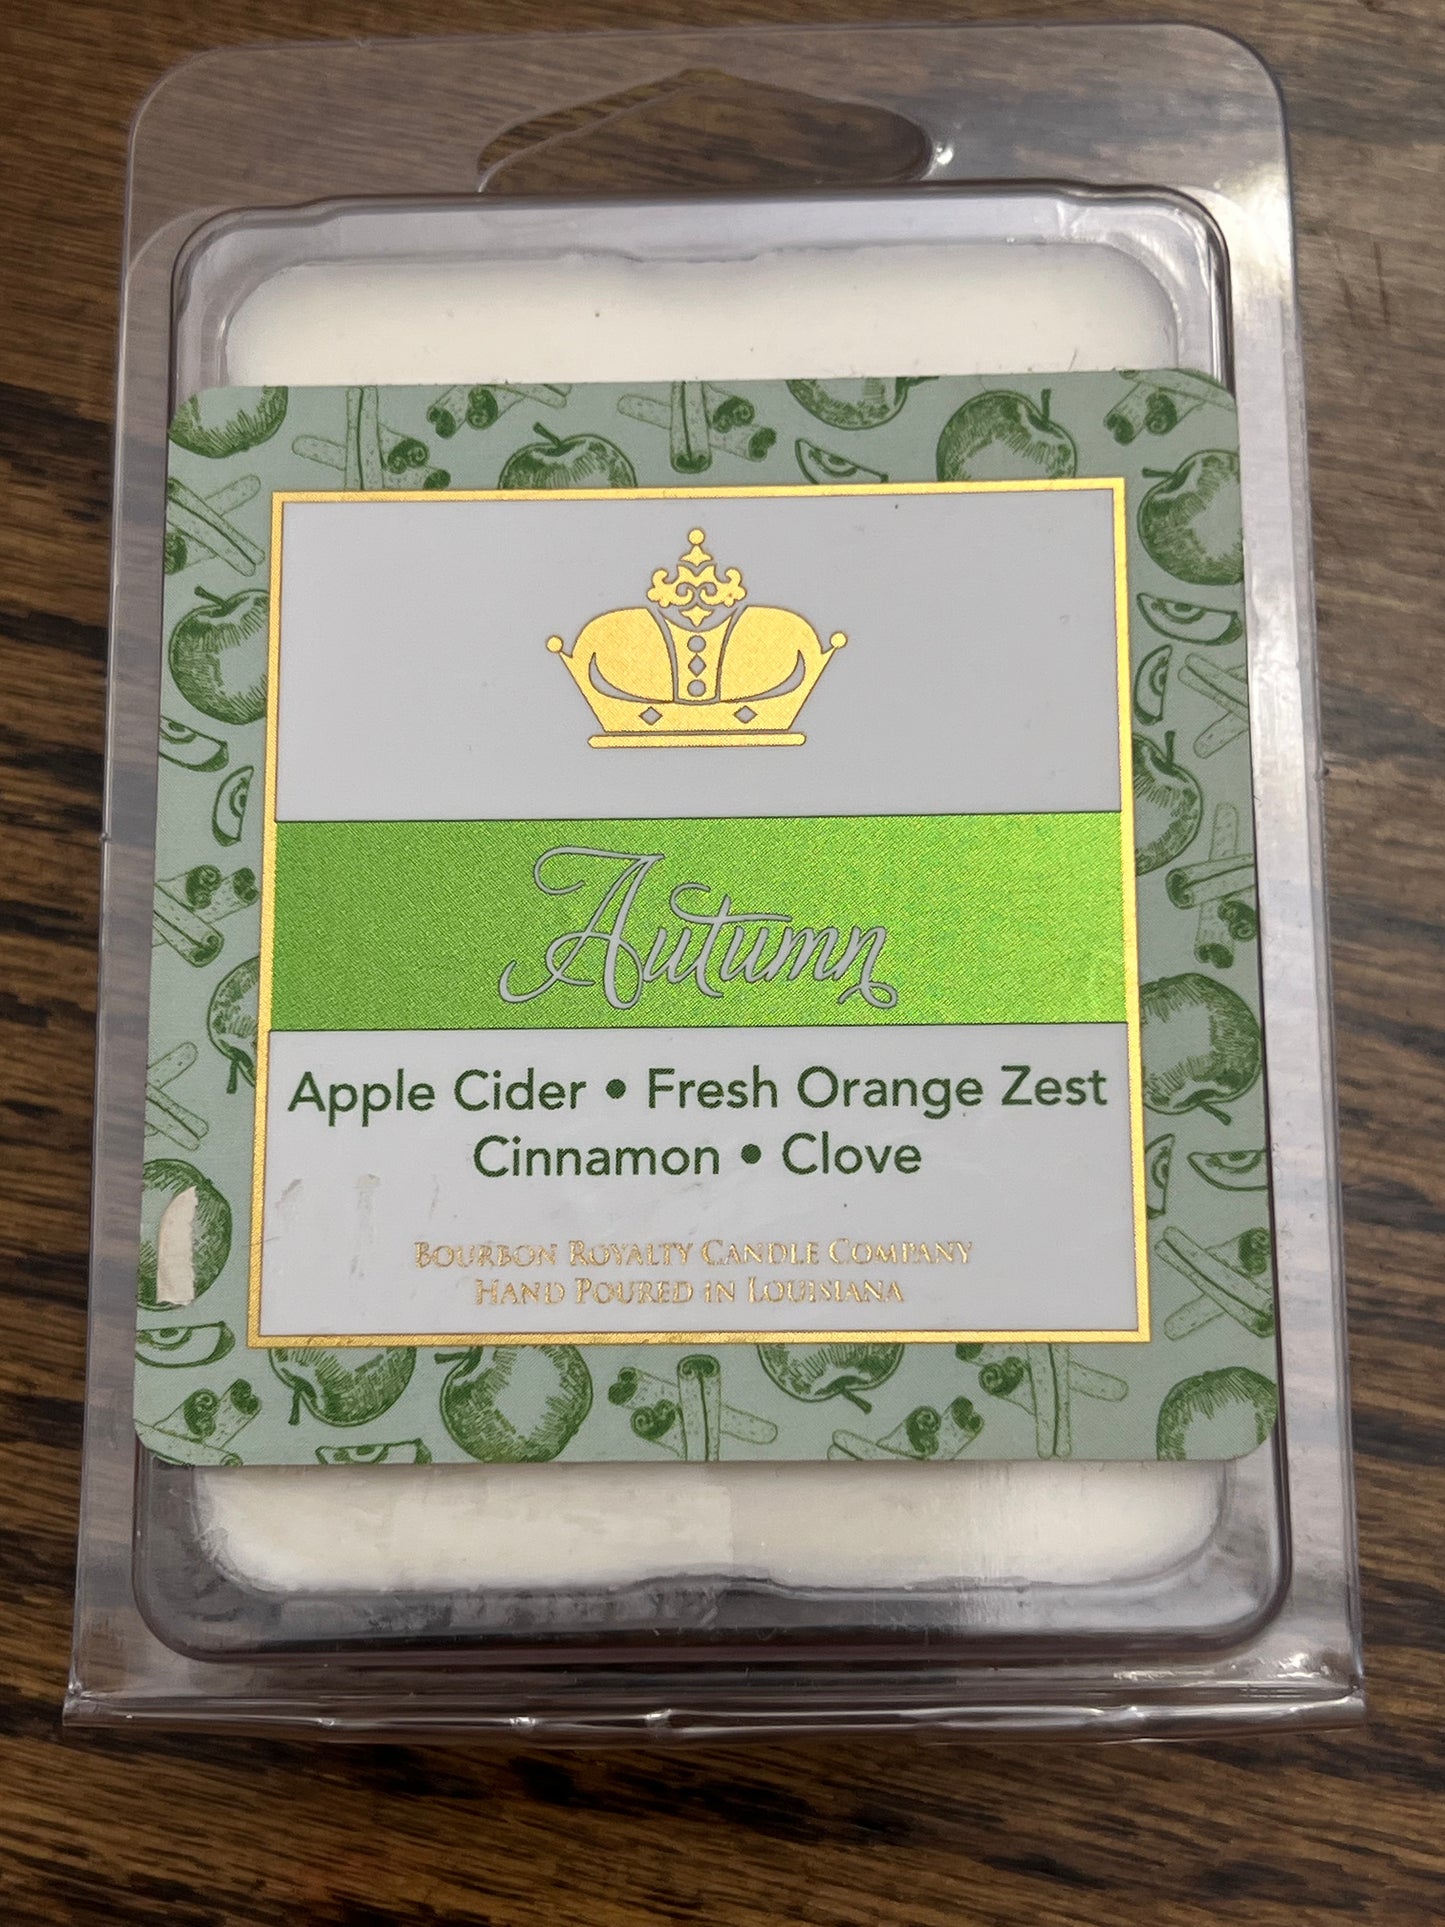 Autumn
Apple Cider • Fresh Orange Zest
Cinnamon • Clove
BOURBON ROYALTY CANDLE COMPANY
HAND POURED IN LOUISIANA